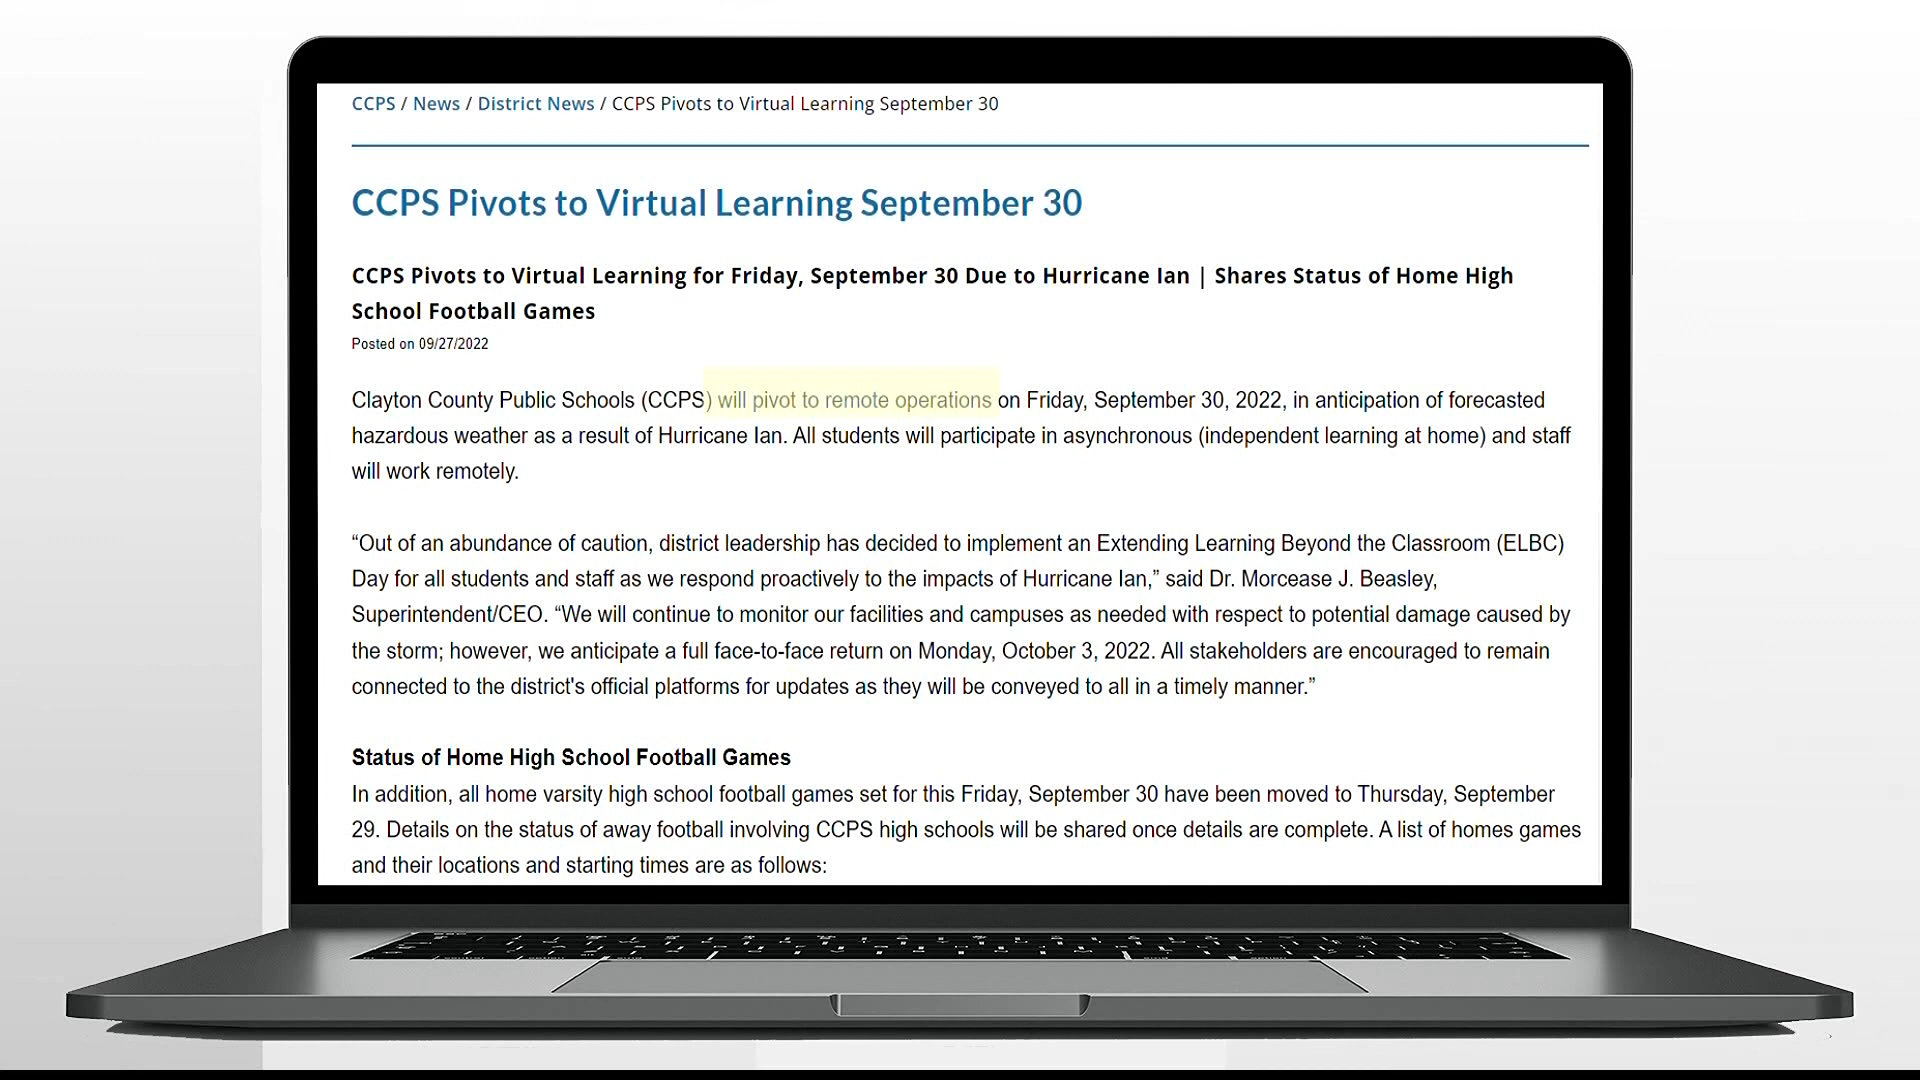 CCPS / News / District News / CCPS Pivots to Virtual Learning September 30
CCPS Pivots to Virtual Learning September 30
CCPS Pivots to Virtual Learning for Friday, September 30 Due to Hurricane Ian | Shares Status of Home High
School Football Games
Posted on 09/27/2022
Clayton County Public Schools (CCPS) will pivot to remote operations on Friday, September 30, 2022, in anticipation of forecasted
hazardous weather as a result of Hurricane Ian. All students will participate in asynchronous (independent learning at home) and staff
will work remotely.
“Out of an abundance of caution, district leadership has decided to implement an Extending Learning Beyond the Classroom (ELBC)
Day for all students and staff as we respond proactively to the impacts of Hurricane Ian,” said Dr. Morcease J. Beasley,
Superintendent/CEO. “We will continue to monitor our facilities and campuses as needed with respect to potential damage caused by
the storm; however, we anticipate a full face-to-face return on Monday, October 3, 2022. All stakeholders are encouraged to remain
connected to the district's official platforms for updates as they will be conveyed to all in a timely manner.”
Status of Home High School Football Games
In addition, all home varsity high school football games set for this Friday, September 30 have been moved to Thursday, September
29. Details on the status of away football involving CCPS high schools will be shared once details are complete. A list of homes games
and their locations and starting times are as follows: